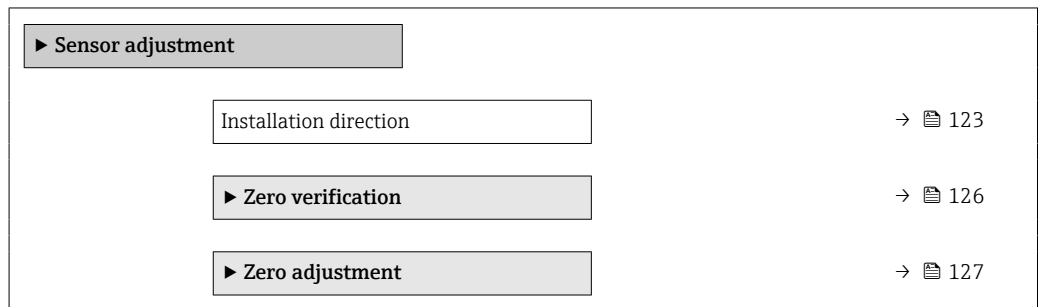 ▶ Sensor adjustment
Installation direction → 123
▶ Zero verification → 126
▶ Zero adjustment → 127